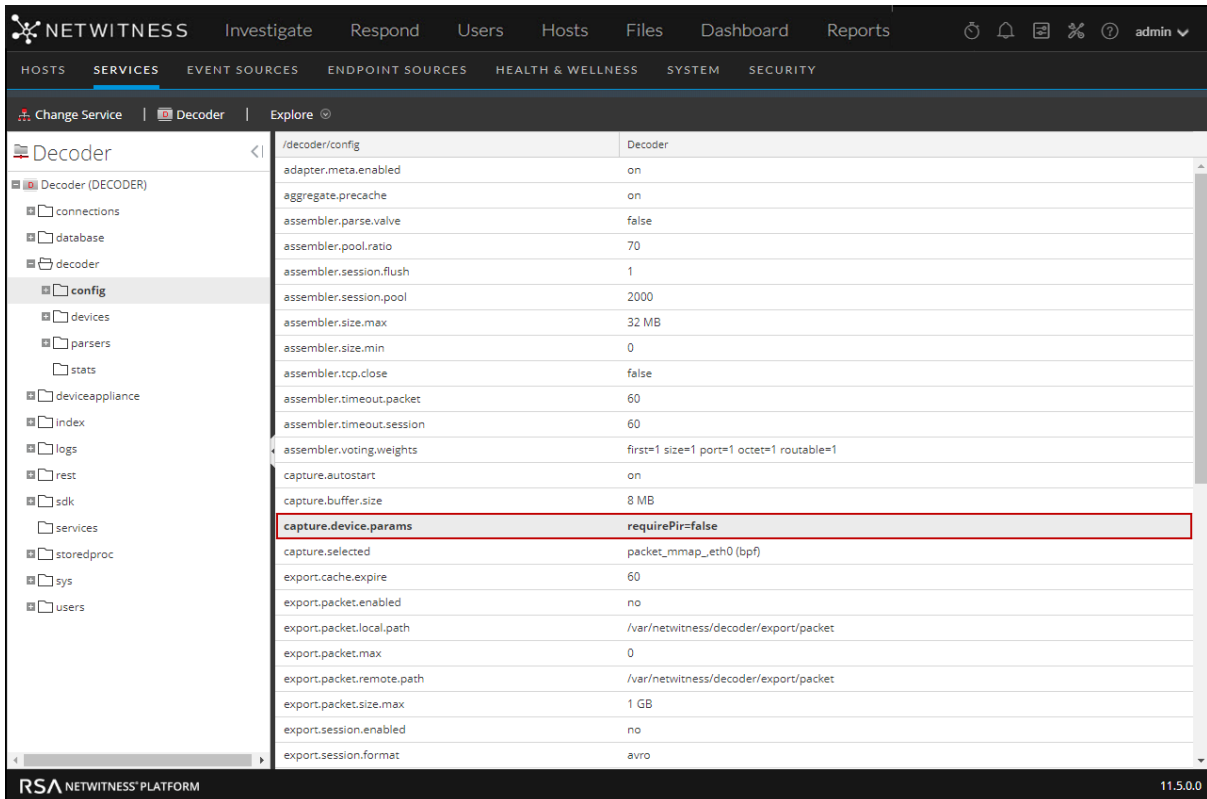 NETWITNESS Investigate Respond Users Hosts Files Dashboard Reports admin
HOSTS SERVICES EVENT SOURCES ENDPOINT SOURCES HEALTH & WELLNESS SYSTEM SECURITY
Change Service | Decoder | Explore
Decoder
Decoder (DECODER)
connections
database
decoder
config
devices
parsers
stats
deviceappliance
index
logs
rest
sdk
services
storedproc
sys
users
/decoder/config Decoder
adapter.meta.enabled on
aggregate.precache on
assembler.parse.valve false
assembler.pool.ratio 70
assembler.session.flush 1
assembler.session.pool 2000
assembler.size.max 32 MB
assembler.size.min 0
assembler.tcp.close false
assembler.timeout.packet 60
assembler.timeout.session 60
assembler.voting.weights first=1 size=1 port=1 octet=1 routable=1
capture.autostart on
capture.buffer.size 8 MB
capture.device.params requirePir=false
capture.selected packet_mmap_,eth0 (bpf)
export.cache.expire 60
export.packet.enabled no
export.packet.local.path /var/netwitness/decoder/export/packet
export.packet.max 0
export.packet.remote.path /var/netwitness/decoder/export/packet
export.packet.size.max 1 GB
export.session.enabled no
export.session.format avro
RSA NETWITNESS® PLATFORM 11.5.0.0